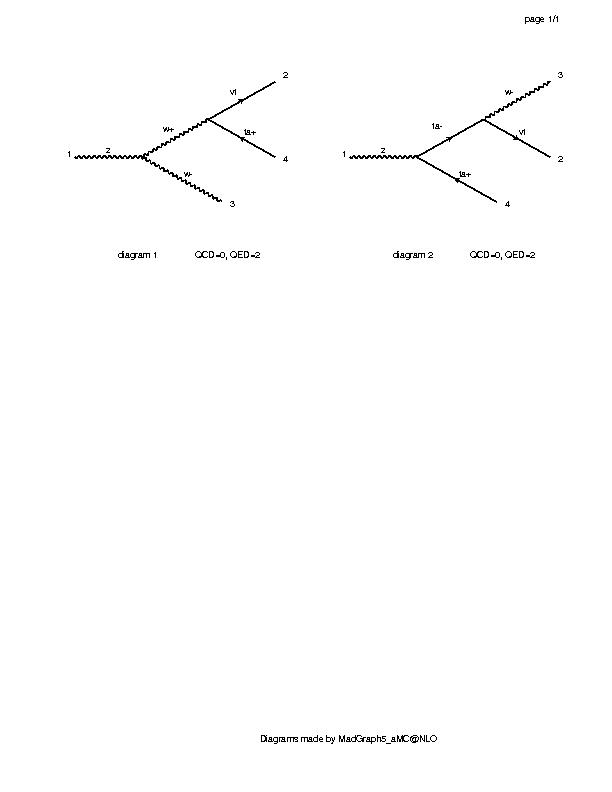 page 1/1
1
z
w+
vl
2
ta+
4
w-
3
diagram 1
QCD=0, QED=2
1
z
ta-
w-
3
vl
2
ta+
4
diagram 2
QCD=0, QED=2
Diagrams made by MadGraph5_aMC@NLO